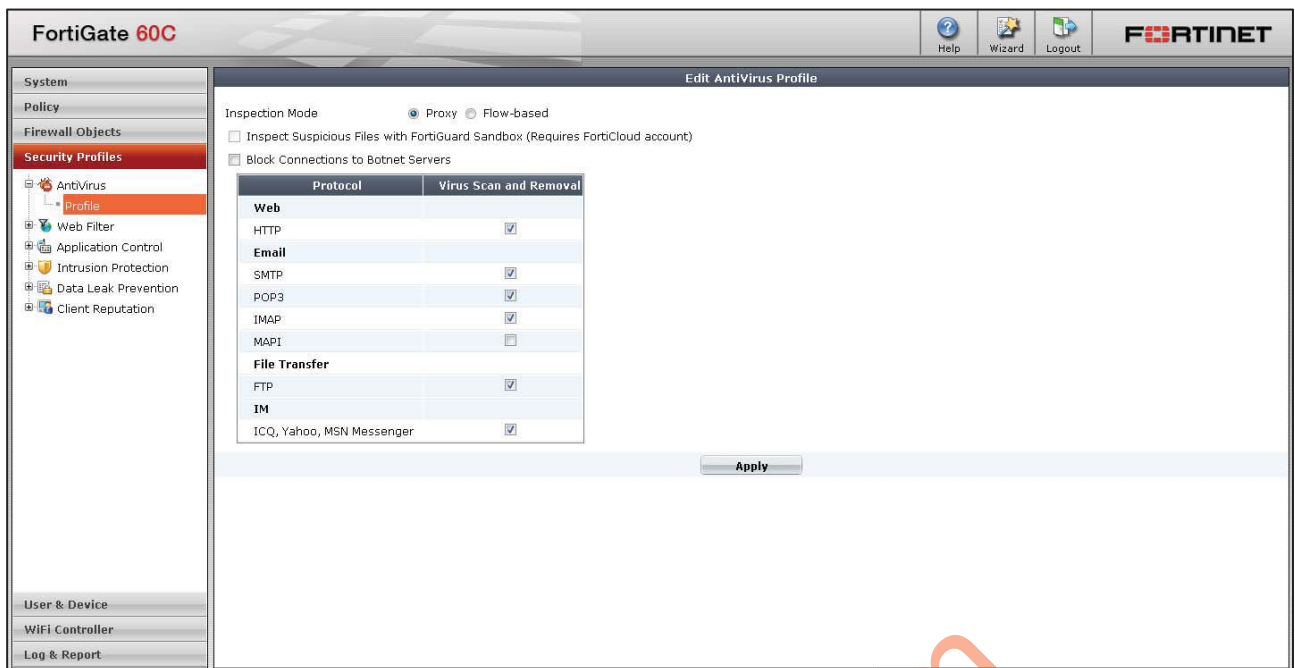 FortiGate 60C
Help
Wizard
Logout
FORTINET
System
Policy
Firewall Objects
Security Profiles
AntiVirus
Profile
Web Filter
Application Control
Intrusion Protection
Data Leak Prevention
Client Reputation
User & Device
WiFi Controller
Log & Report
Edit AntiVirus Profile
Inspection Mode Proxy Flow-based
Inspect Suspicious Files with FortiGuard Sandbox (Requires FortiCloud account)
Block Connections to Botnet Servers
Protocol Virus Scan and Removal
Web
HTTP
Email
SMTP
POP3
IMAP
MAPI
File Transfer
FTP
IM
ICQ, Yahoo, MSN Messenger
Apply